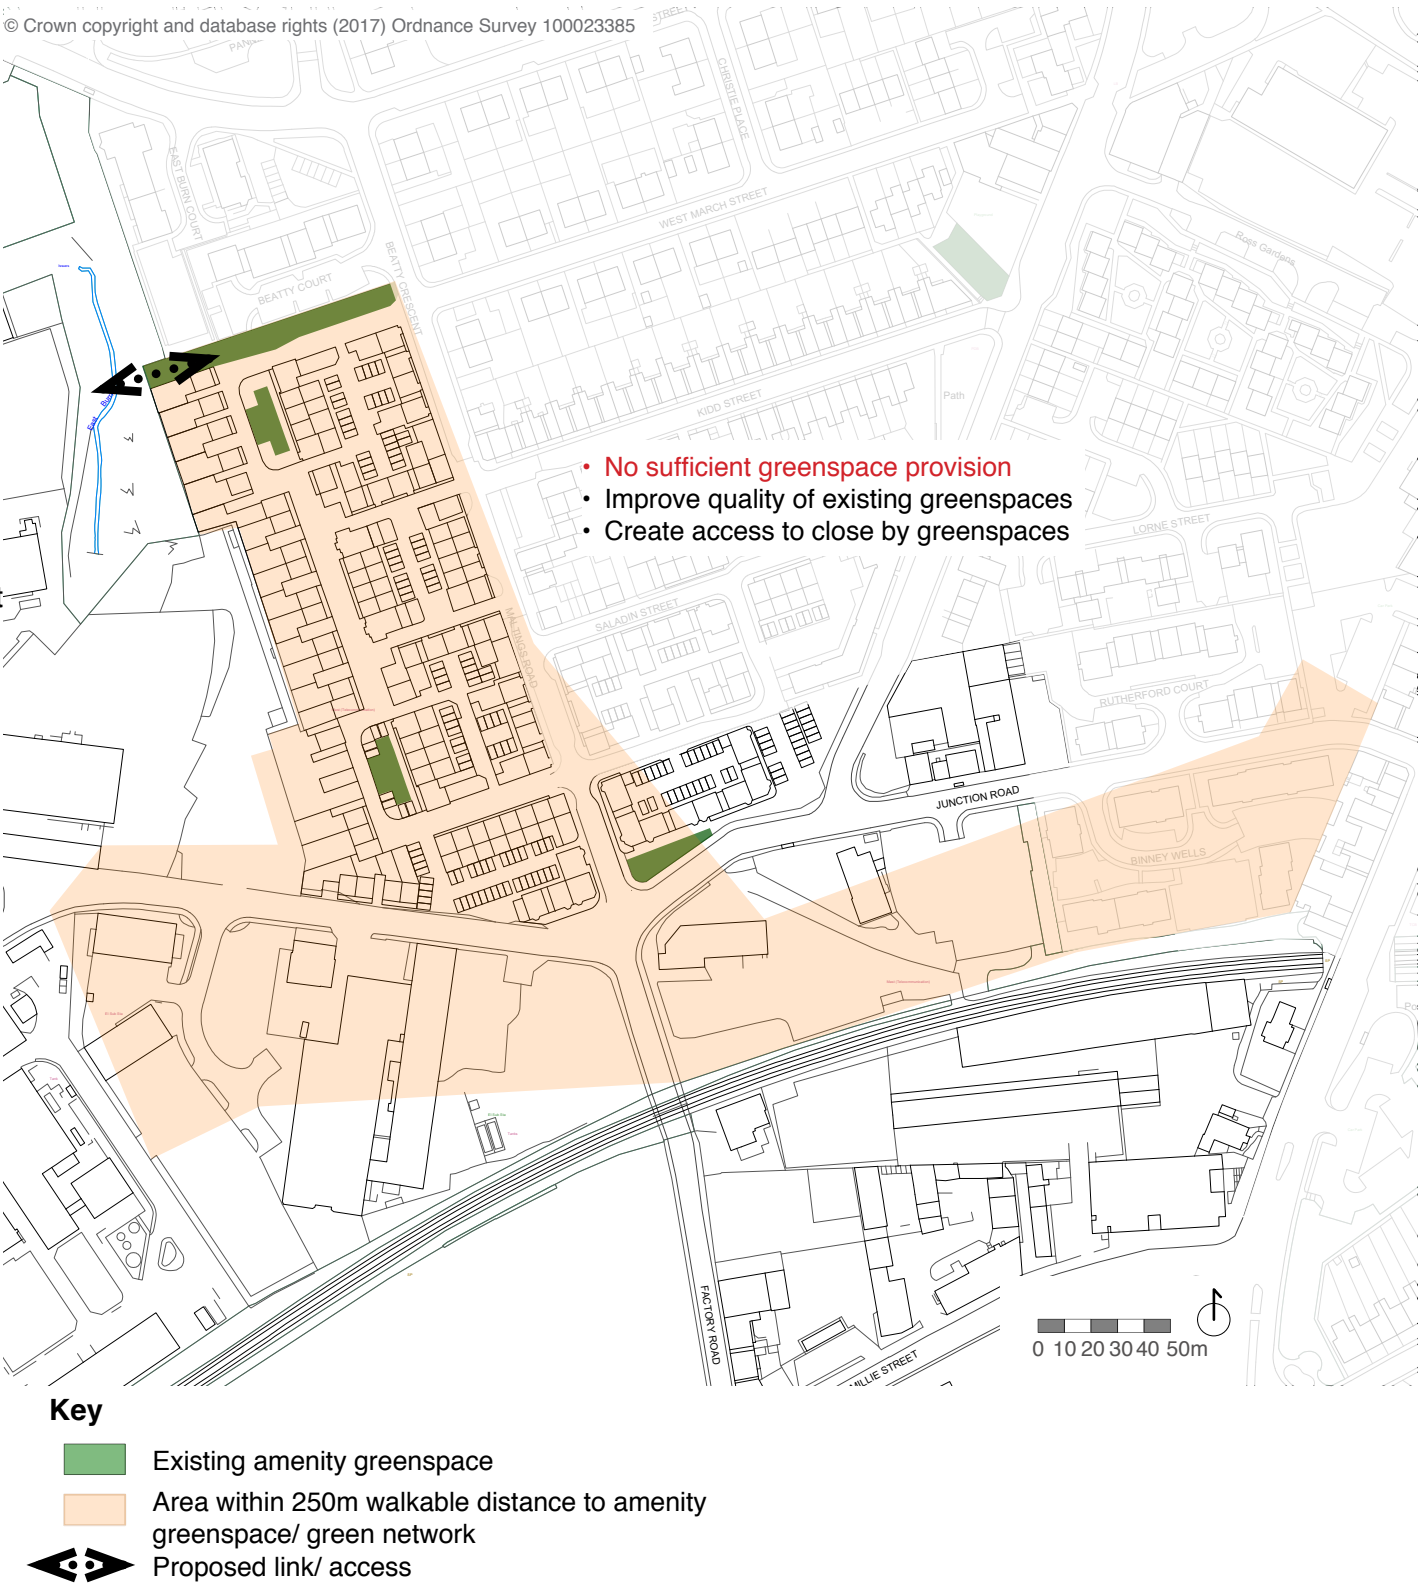 © Crown copyright and database rights (2017) Ordnance Survey 100023385
STREET
CHRISTIE PLACE
EAST BURN COURT
WEST MARCH STREET
Ross Gardens
BEATTY COURT
BEATTY CRESCENT
East Burn
KIDD STREET
Path
• No sufficient greenspace provision
• Improve quality of existing greenspaces
• Create access to close by greenspaces
LORNE STREET
SALADIN STREET
MALTINGS ROAD
RUTHERFORD COURT
JUNCTION ROAD
BINNEY WELLS
FACTORY ROAD
MILLIE STREET
0 10 20 30 40 50m
Key
Existing amenity greenspace
Area within 250m walkable distance to amenity
greenspace/ green network
Proposed link/ access